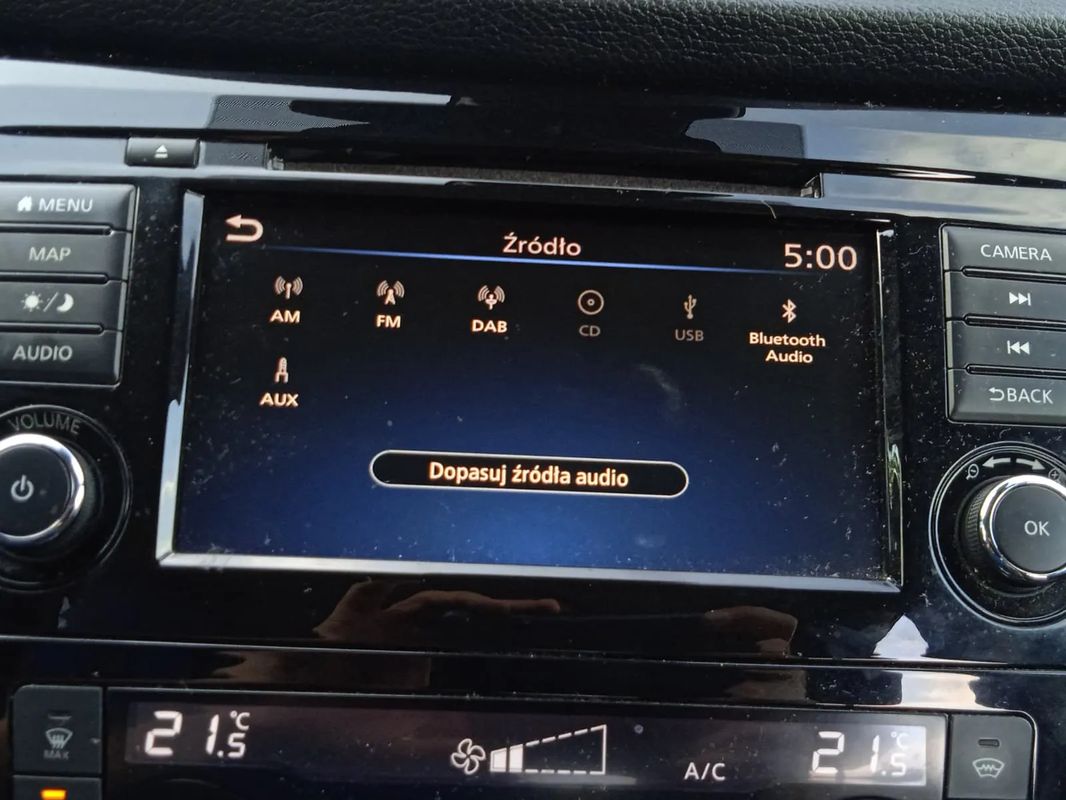 MENU
MAP
AUDIO
VOLUME
Źródło
5:00
AM
FM
DAB
CD
USB
Bluetooth
Audio
AUX
Dopasuj źródła audio
CAMERA
BACK
OK
MAX
21.5°C
A/C
21.5°C